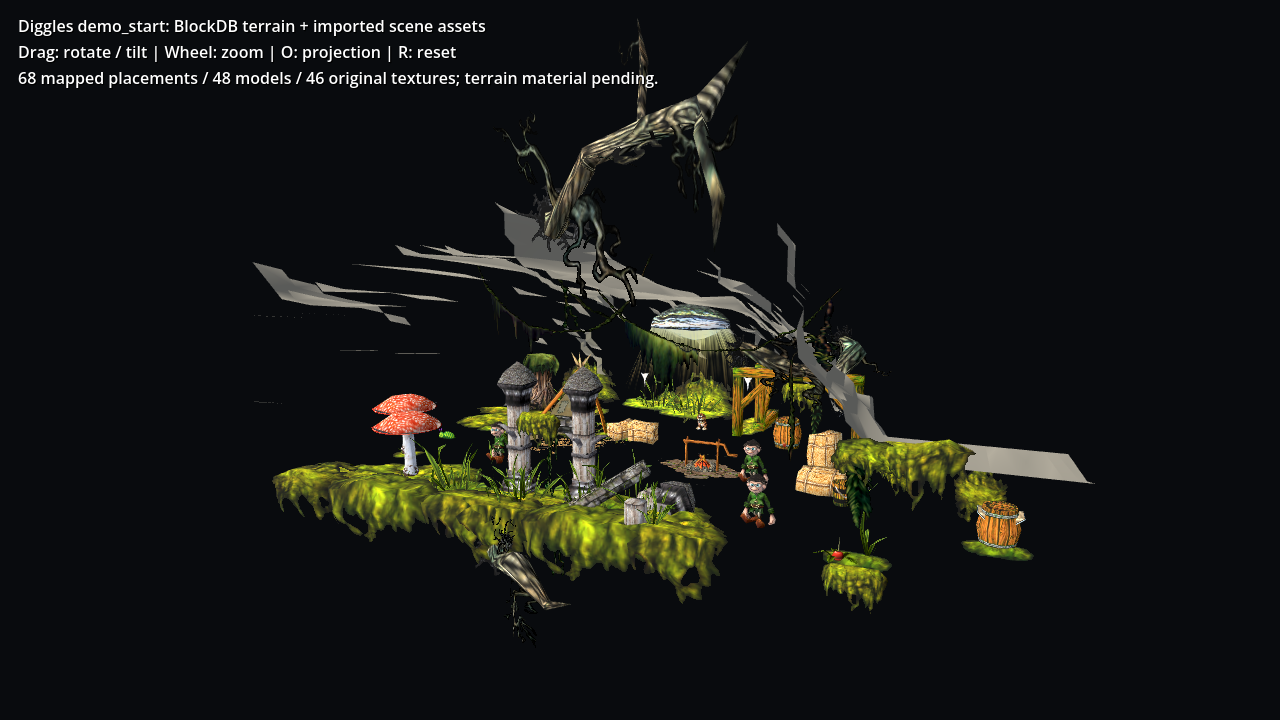 Diggles demo_start: BlockDB terrain + imported scene assets
Drag: rotate / tilt | Wheel: zoom | O: projection | R: reset
68 mapped placements / 48 models / 46 original textures; terrain material pending.